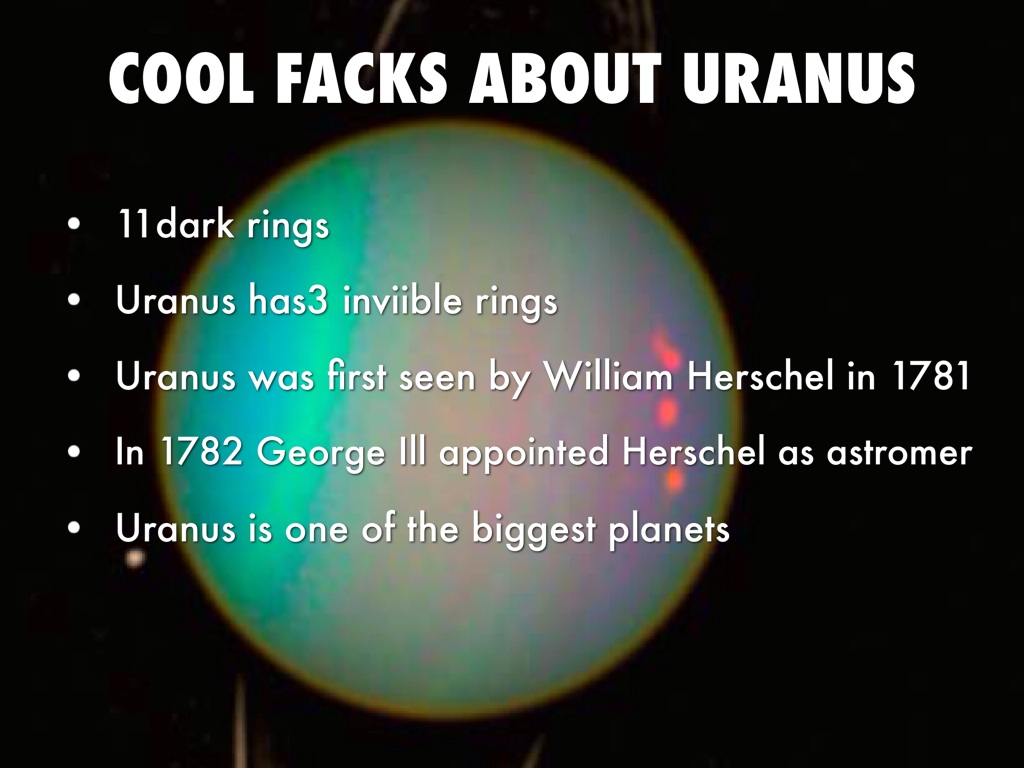 COOL FACKS ABOUT URANUS
• 11dark rings
• Uranus has3 inviible rings
• Uranus was first seen by William Herschel in 1781
• In 1782 George Ill appointed Herschel as astromer
• Uranus is one of the biggest planets